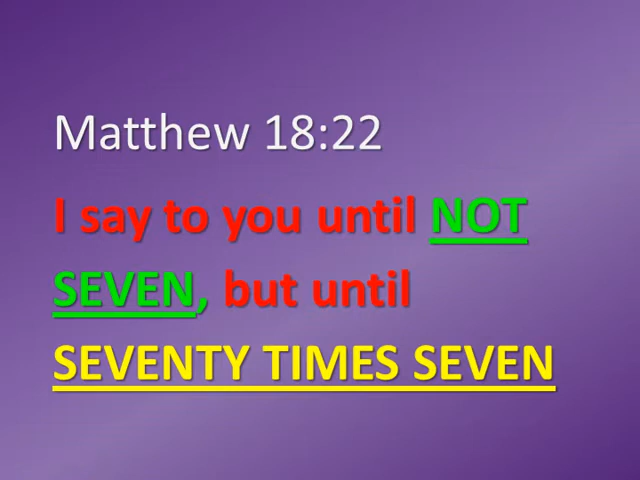 Matthew 18:22
I say to you until NOT
SEVEN, but until
SEVENTY TIMES SEVEN